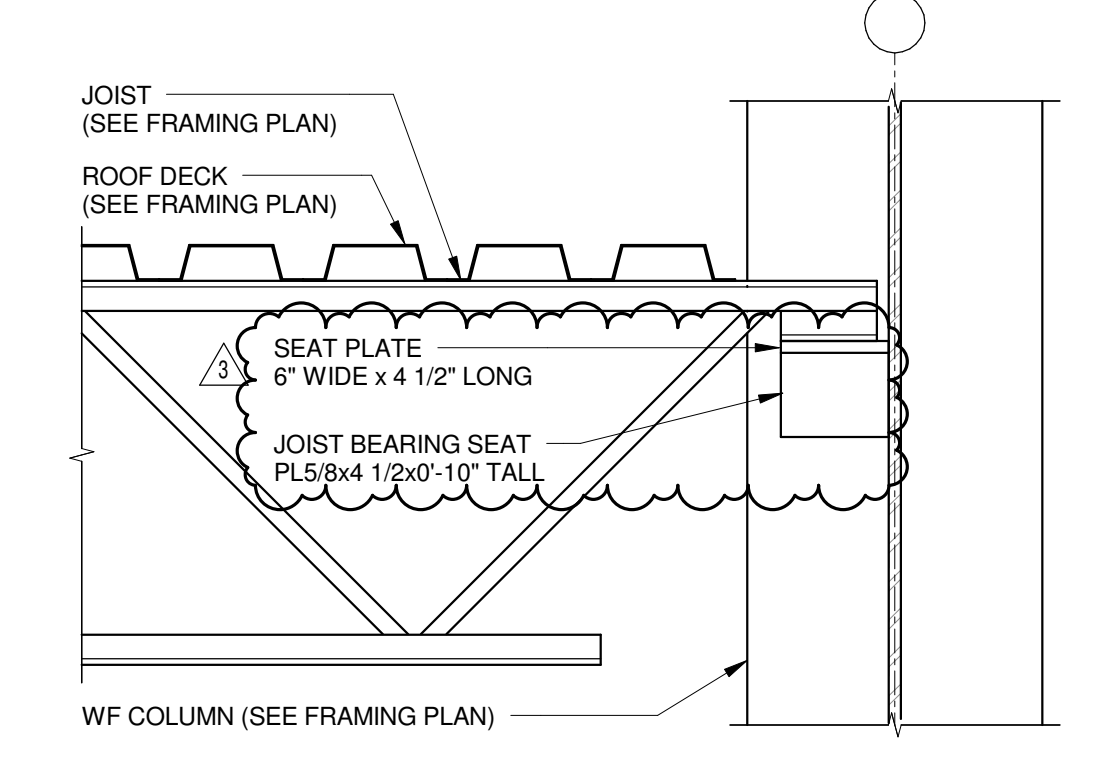 JOIST
(SEE FRAMING PLAN)
ROOF DECK
(SEE FRAMING PLAN)
3
SEAT PLATE
6" WIDE x 4 1/2" LONG
JOIST BEARING SEAT
PL5/8x4 1/2x0'-10" TALL
WF COLUMN (SEE FRAMING PLAN)